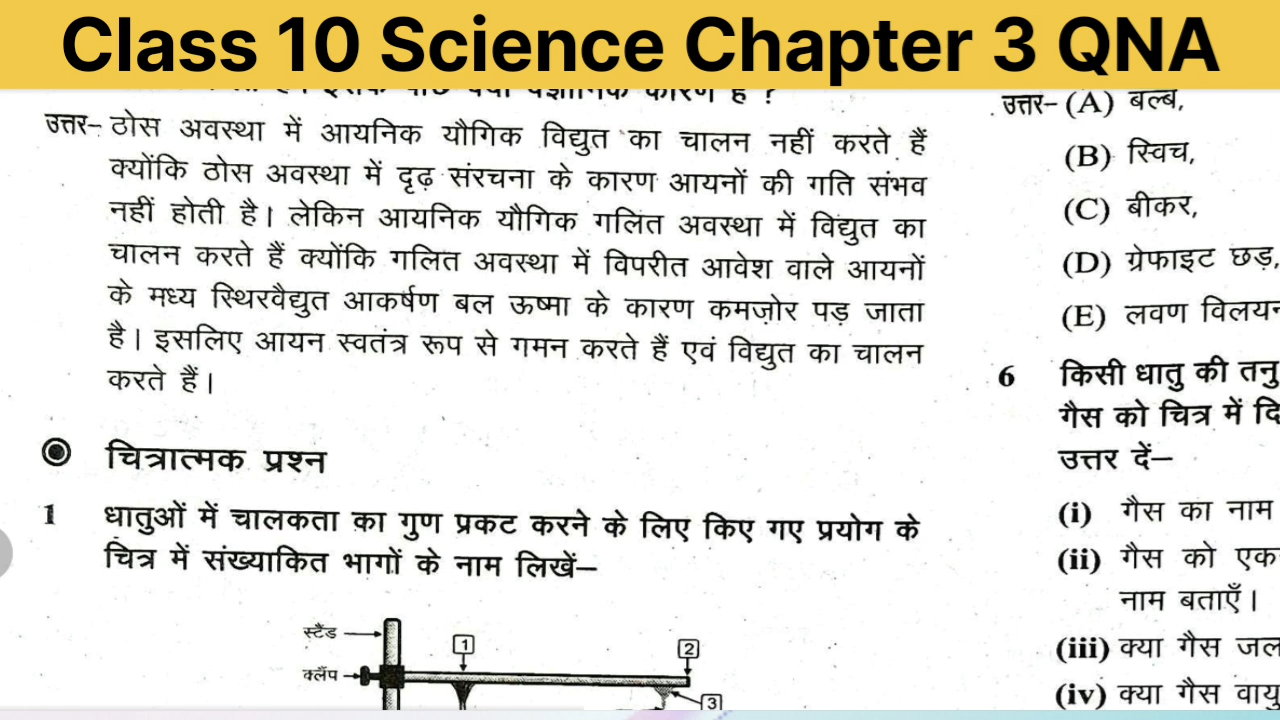 Class 10 Science Chapter 3 QNA
उत्तर– ठोस अवस्था में आयनिक यौगिक विद्युत का चालन नहीं करते हैं
क्योंकि ठोस अवस्था में दृढ़ संरचना के कारण आयनों की गति संभव
नहीं होती है। लेकिन आयनिक यौगिक गलित अवस्था में विद्युत का
चालन करते हैं क्योंकि गलित अवस्था में विपरीत आवेश वाले आयनों
के मध्य स्थिरवैद्युत आकर्षण बल ऊष्मा के कारण कमज़ोर पड़ जाता
है। इसलिए आयन स्वतंत्र रूप से गमन करते हैं एवं विद्युत का चालन
करते हैं।
चित्रात्मक प्रश्न
1 धातुओं में चालकता का गुण प्रकट करने के लिए किए गए प्रयोग के
चित्र में संख्याकित भागों के नाम लिखें–
स्टैंड
1
2
क्लैंप
3
उत्तर– (A) बल्ब,
(B) स्विच,
(C) बीकर,
(D) ग्रेफाइट छड़,
(E) लवण
6 किसी धातु की
गैस को चित्र में
उत्तर दें–
(i) गैस का नाम
(ii) गैस को एक
नाम बताएँ।
(iii) क्या गैस
(iv) क्या गैस